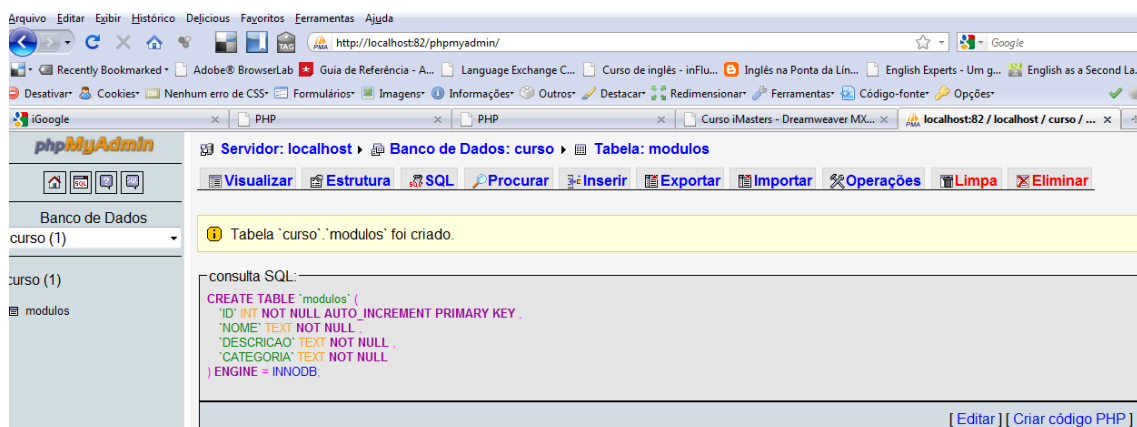 Arquivo Editar Exibir Histórico Delicious Favoritos Ferramentas Ajuda
TAG PMA http://localhost:82/phpmyadmin/ Google
Recently Bookmarked Adobe® BrowserLab Guia de Referência - A... Language Exchange C... Curso de inglês - inFlu... Inglês na Ponta da Lín... English Experts - Um g... English as a Second La.
Desativar Cookies Nenhum erro de CSS Formulários Imagens Informações Outros Destacar Redimensionar Ferramentas Código-fonte Opções
iGoogle PHP PHP Curso iMasters - Dreamweaver MX... localhost:82 / localhost / curso / ...
phpMyAdmin
Servidor: localhost Banco de Dados: curso Tabela: modulos
Visualizar Estrutura SQL Procurar Inserir Exportar Importar Operações Limpa Eliminar
Banco de Dados
curso (1)
Tabela `curso`.`modulos` foi criado.
curso (1)
modulos
consulta SQL:
CREATE TABLE `modulos` (
`ID` INT NOT NULL AUTO_INCREMENT PRIMARY KEY ,
`NOME` TEXT NOT NULL ,
`DESCRICAO` TEXT NOT NULL ,
`CATEGORIA` TEXT NOT NULL
) ENGINE = INNODB;
[ Editar ] [ Criar código PHP ]